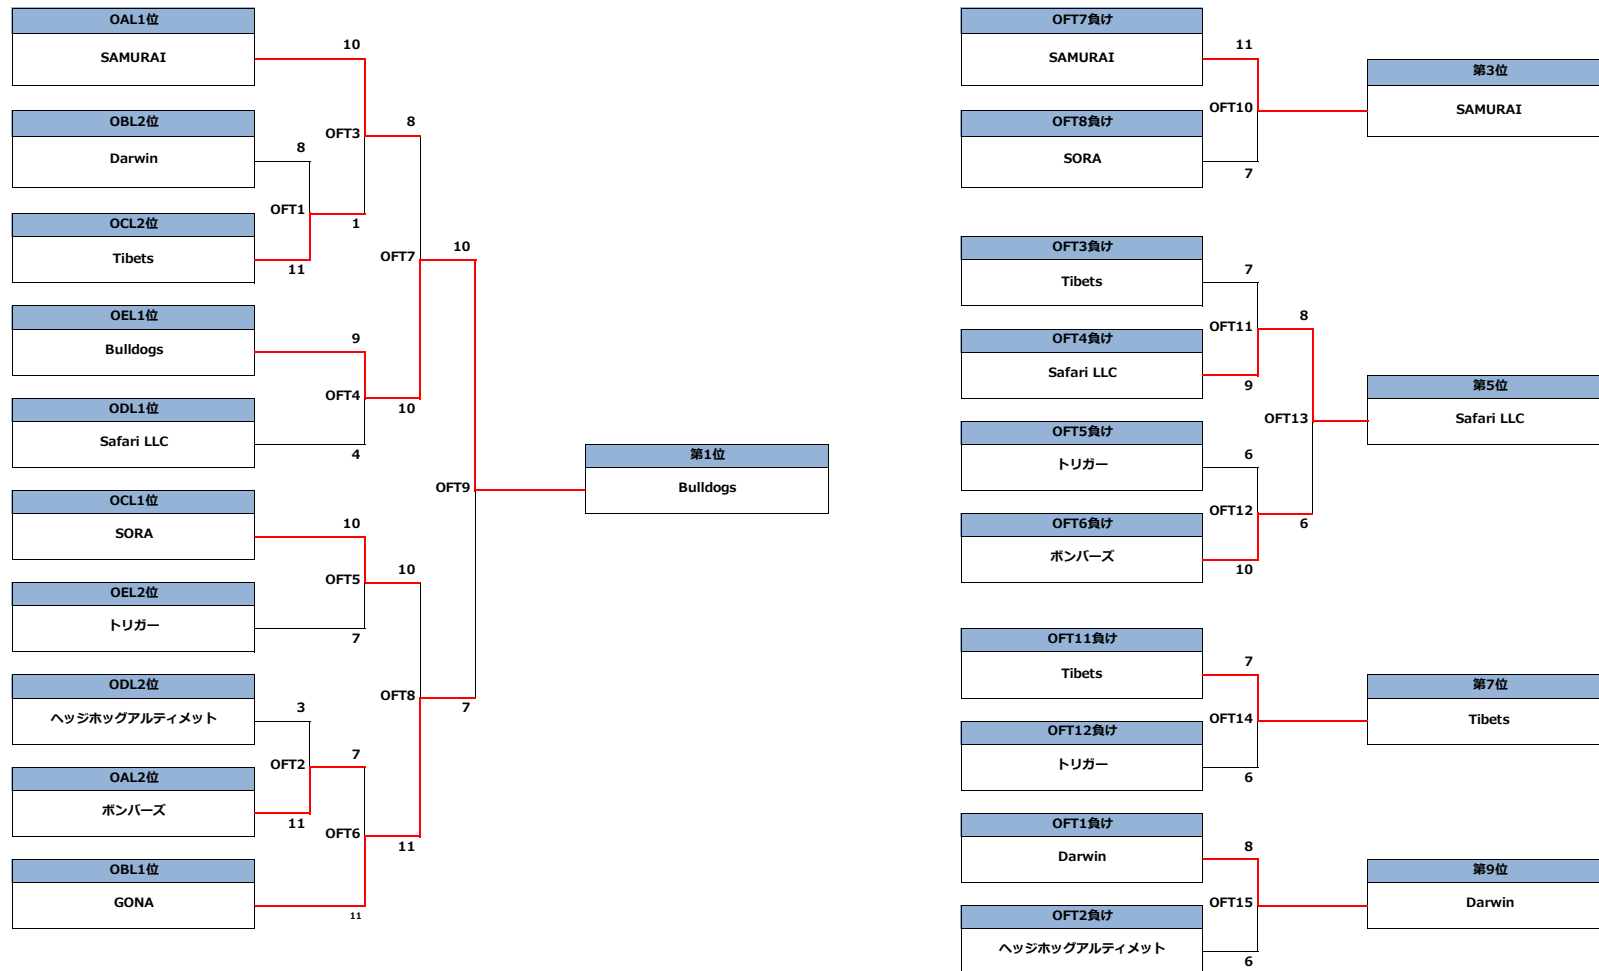 OAL1位
SAMURAI
10
OBL2位
Darwin
8
OFT3
8
OCL2位
Tibets
OFT1
11
1
OFT7
10
OEL1位
Bulldogs
9
OFT4
10
ODL1位
Safari LLC
4
OFT9
第1位
Bulldogs
OCL1位
SORA
10
OFT5
10
OEL2位
トリガー
7
ODL2位
ヘッジホッグアルティメット
3
OFT8
7
OFT2
7
OAL2位
ボンバーズ
11
OFT6
11
OBL1位
GONA
11
OFT7負け
SAMURAI
11
OFT10
第3位
SAMURAI
OFT8負け
SORA
7
OFT3負け
Tibets
7
OFT11
8
OFT4負け
Safari LLC
9
OFT13
第5位
Safari LLC
OFT5負け
トリガー
6
OFT12
6
OFT6負け
ボンバーズ
10
OFT11負け
Tibets
7
OFT14
第7位
Tibets
OFT12負け
トリガー
6
OFT1負け
Darwin
8
OFT15
第9位
Darwin
OFT2負け
ヘッジホッグアルティメット
6